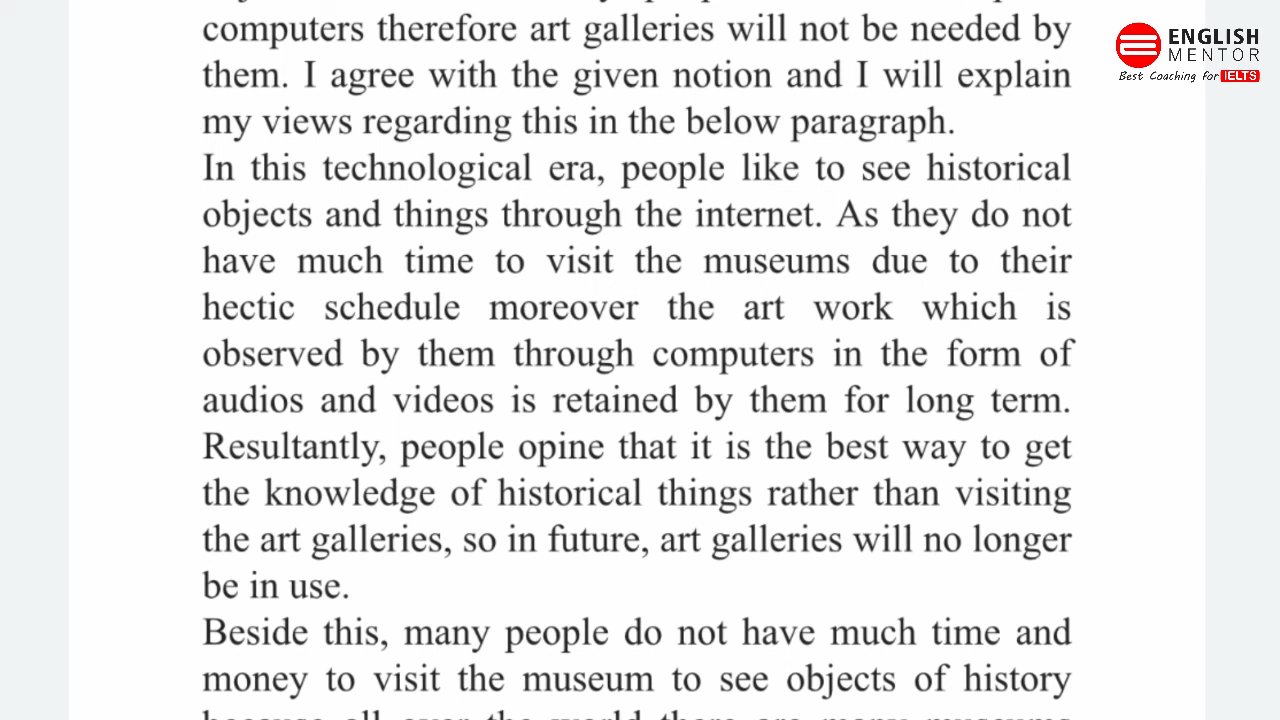 computers therefore art galleries will not be needed by
them. I agree with the given notion and I will explain
my views regarding this in the below paragraph.
In this technological era, people like to see historical
objects and things through the internet. As they do not
have much time to visit the museums due to their
hectic schedule moreover the art work which is
observed by them through computers in the form of
audios and videos is retained by them for long term.
Resultantly, people opine that it is the best way to get
the knowledge of historical things rather than visiting
the art galleries, so in future, art galleries will no longer
be in use.
Beside this, many people do not have much time and
money to visit the museum to see objects of history
ENGLISH
MENTOR
Best Coaching for IELTS